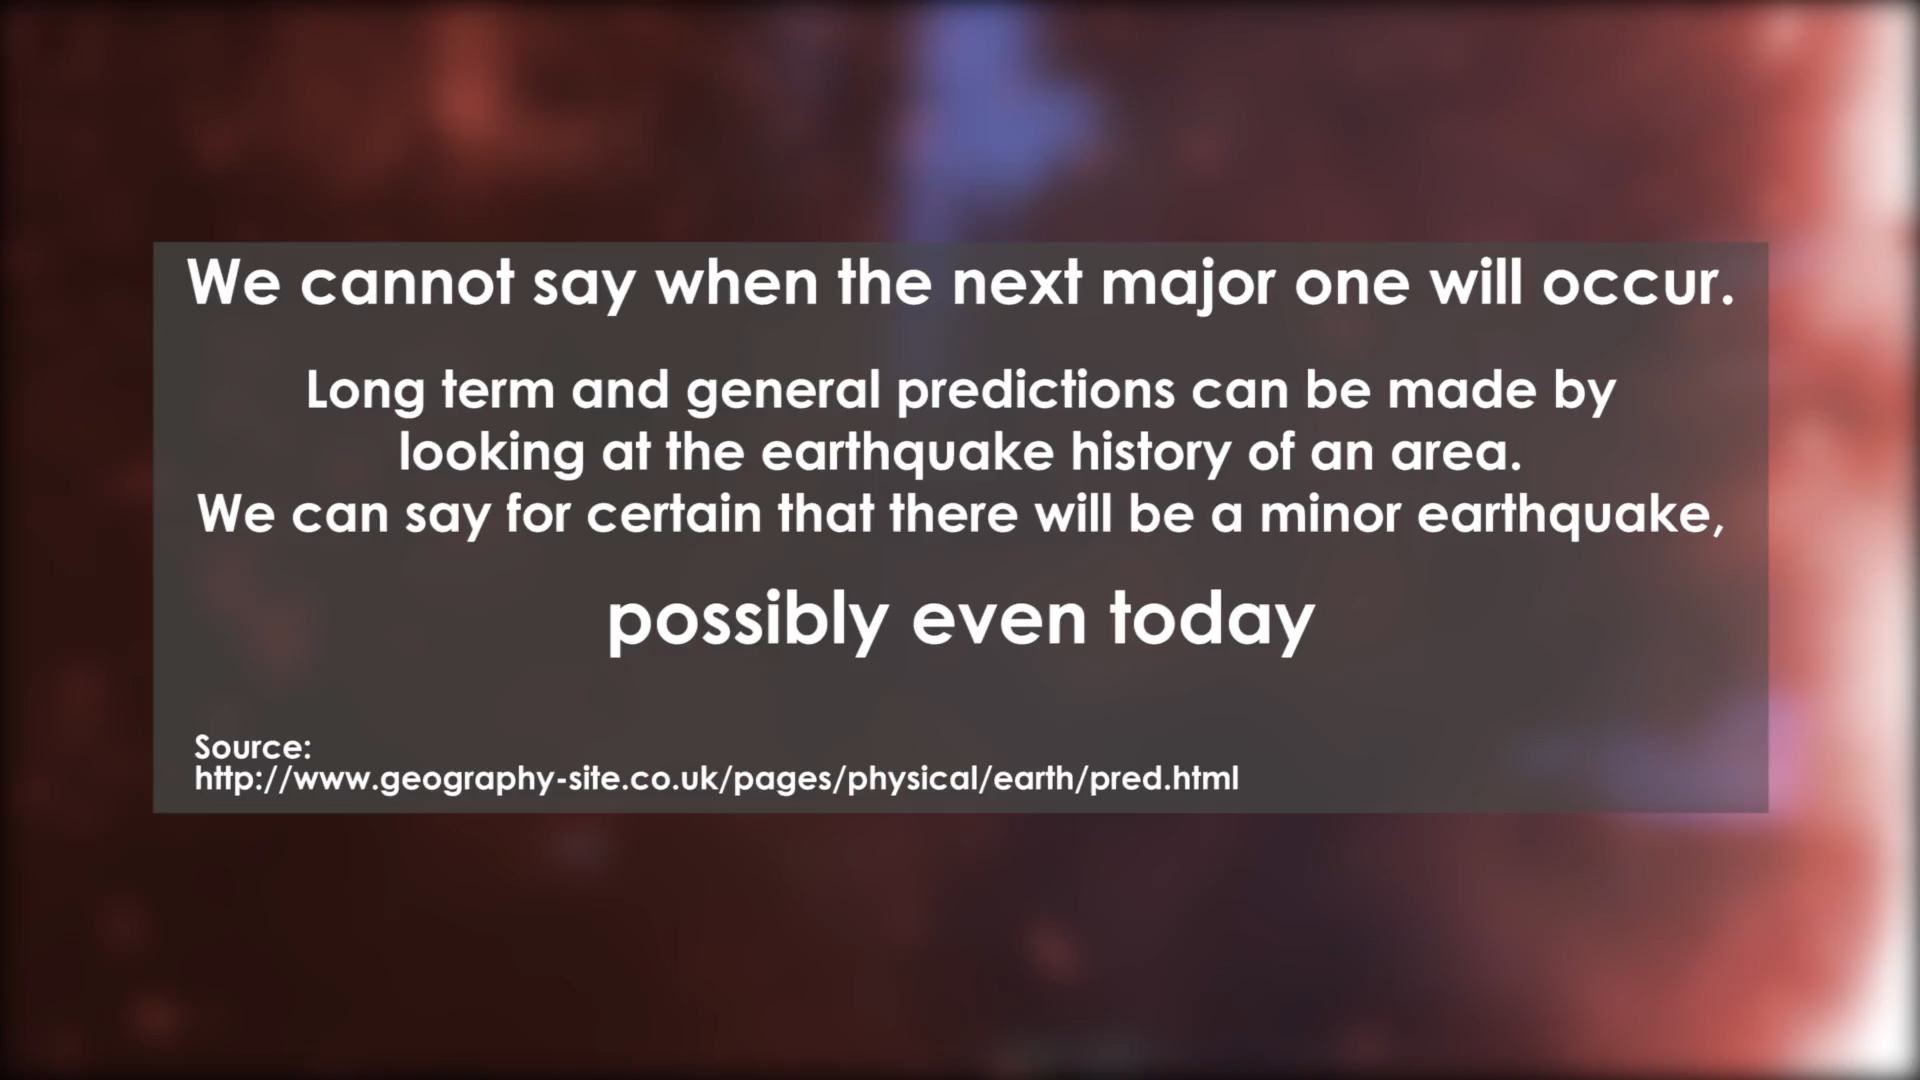 We cannot say when the next major one will occur.
Long term and general predictions can be made by
looking at the earthquake history of an area.
We can say for certain that there will be a minor earthquake,
possibly even today
Source:
http://www.geography-site.co.uk/pages/physical/earth/pred.html